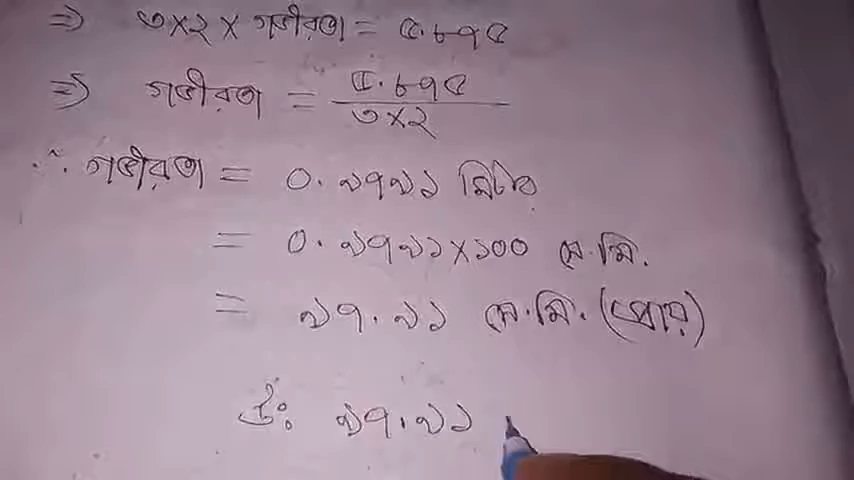 ⇒ ৩×২× গভীরতা = ৫.৮৭৫
⇒ গভীরতা = ৫.৮৭৫ / ৩×২
∴ গভীরতা = ০.৯৭৯১ মিটার
= ০.৯৭৯১×১০০ সে.মি.
= ৯৭.৯১ সে.মি. (প্রায়)
উঃ ৯৭.৯১